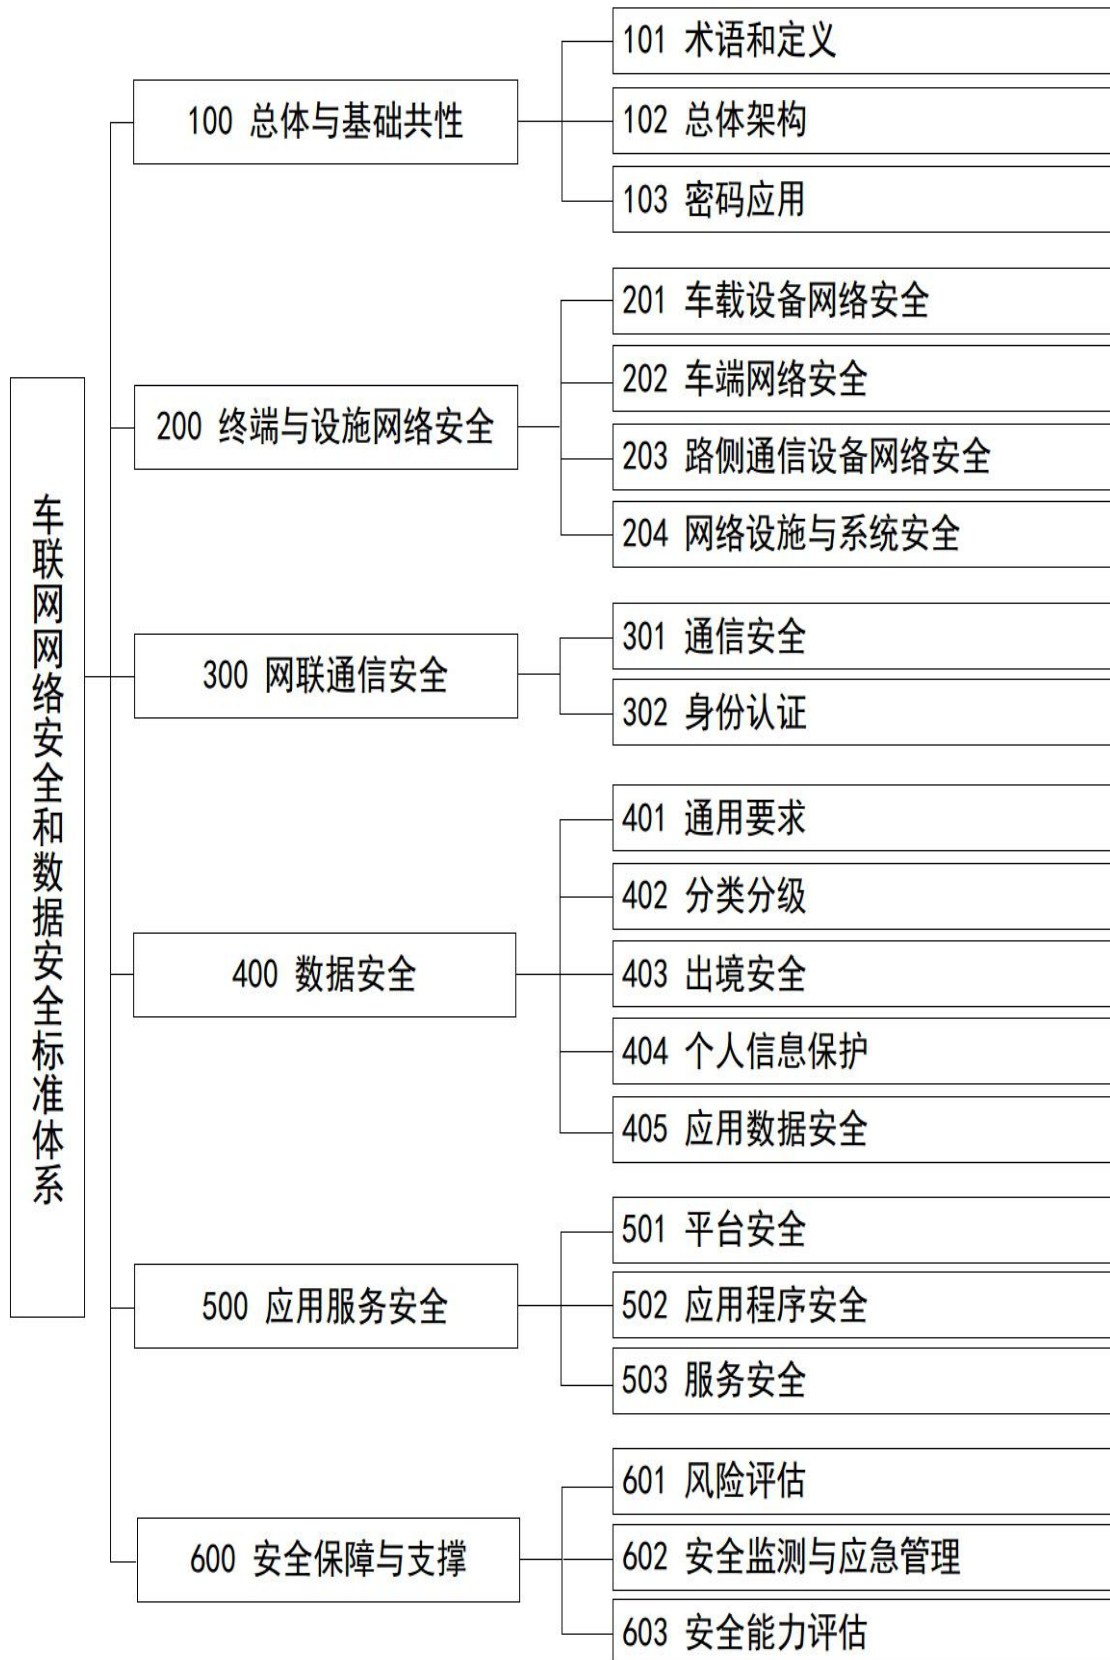 车联网网络安全和数据安全标准体系
100 总体与基础共性
101 术语和定义
102 总体架构
103 密码应用
200 终端与设施网络安全
201 车载设备网络安全
202 车端网络安全
203 路侧通信设备网络安全
204 网络设施与系统安全
300 网联通信安全
301 通信安全
302 身份认证
400 数据安全
401 通用要求
402 分类分级
403 出境安全
404 个人信息保护
405 应用数据安全
500 应用服务安全
501 平台安全
502 应用程序安全
503 服务安全
600 安全保障与支撑
601 风险评估
602 安全监测与应急管理
603 安全能力评估